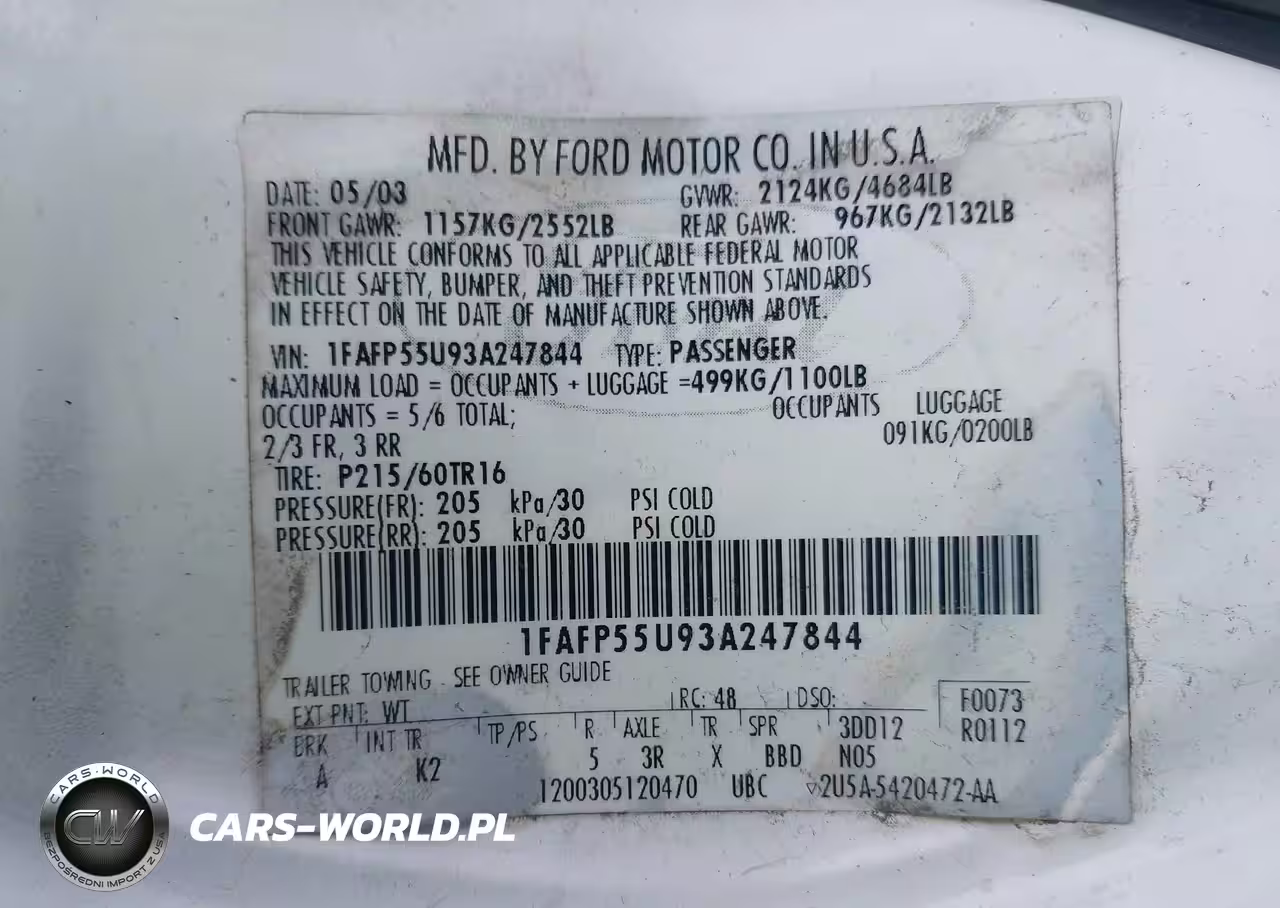 MFD. BY FORD MOTOR CO. IN U.S.A.
DATE: 05/03 GVWR: 2124KG/4684LB
FRONT GAWR: 1157KG/2552LB REAR GAWR: 967KG/2132LB
THIS VEHICLE CONFORMS TO ALL APPLICABLE FEDERAL MOTOR
VEHICLE SAFETY, BUMPER, AND THEFT PREVENTION STANDARDS
IN EFFECT ON THE DATE OF MANUFACTURE SHOWN ABOVE.
VIN: 1FAFP55U93A247844 TYPE: PASSENGER
MAXIMUM LOAD = OCCUPANTS + LUGGAGE =499KG/1100LB
OCCUPANTS = 5/6 TOTAL; OCCUPANTS LUGGAGE
2/3 FR, 3 RR 091KG/0200LB
TIRE: P215/60TR16
PRESSURE(FR): 205 kPa/30 PSI COLD
PRESSURE(RR): 205 kPa/30 PSI COLD
1FAFP55U93A247844
TRAILER TOWING - SEE OWNER GUIDE
EXT PNT: WT RC: 48 DSO: F0073
BRK INT TR TP/PS R AXLE TR SPR 3DD12 R0112
A K2 5 3R X BBD N05
1200305120470 UBC ▽2U5A-5420472-AA
CARS-WORLD
CW
BEZPOŚREDNI IMPORT Z USA
CARS-WORLD.PL